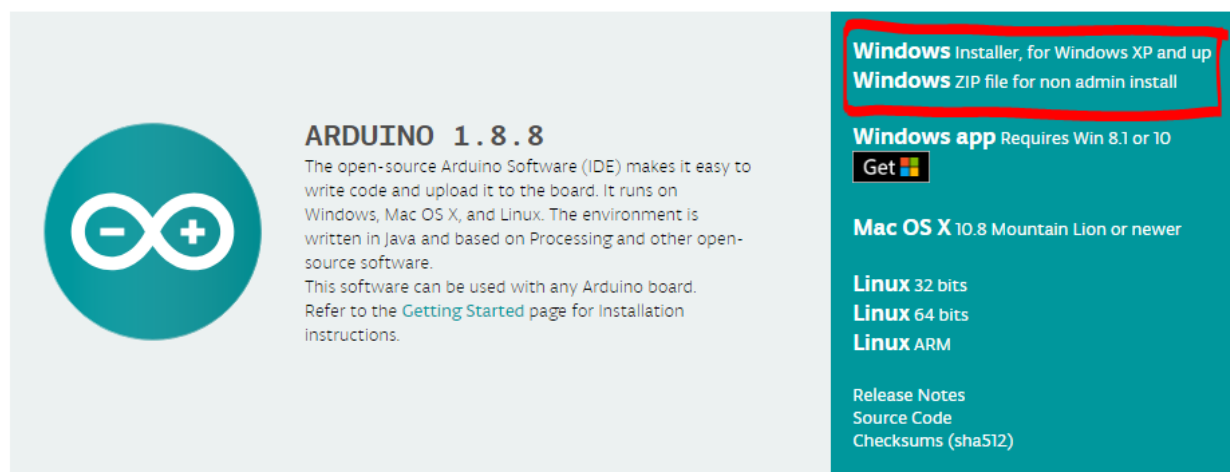 ARDUINO 1.8.8
The open-source Arduino Software (IDE) makes it easy to
write code and upload it to the board. It runs on
Windows, Mac OS X, and Linux. The environment is
written in Java and based on Processing and other open-
source software.
This software can be used with any Arduino board.
Refer to the Getting Started page for Installation
instructions.
Windows Installer, for Windows XP and up
Windows ZIP file for non admin install
Windows app Requires Win 8.1 or 10
Get
Mac OS X 10.8 Mountain Lion or newer
Linux 32 bits
Linux 64 bits
Linux ARM
Release Notes
Source Code
Checksums (sha512)